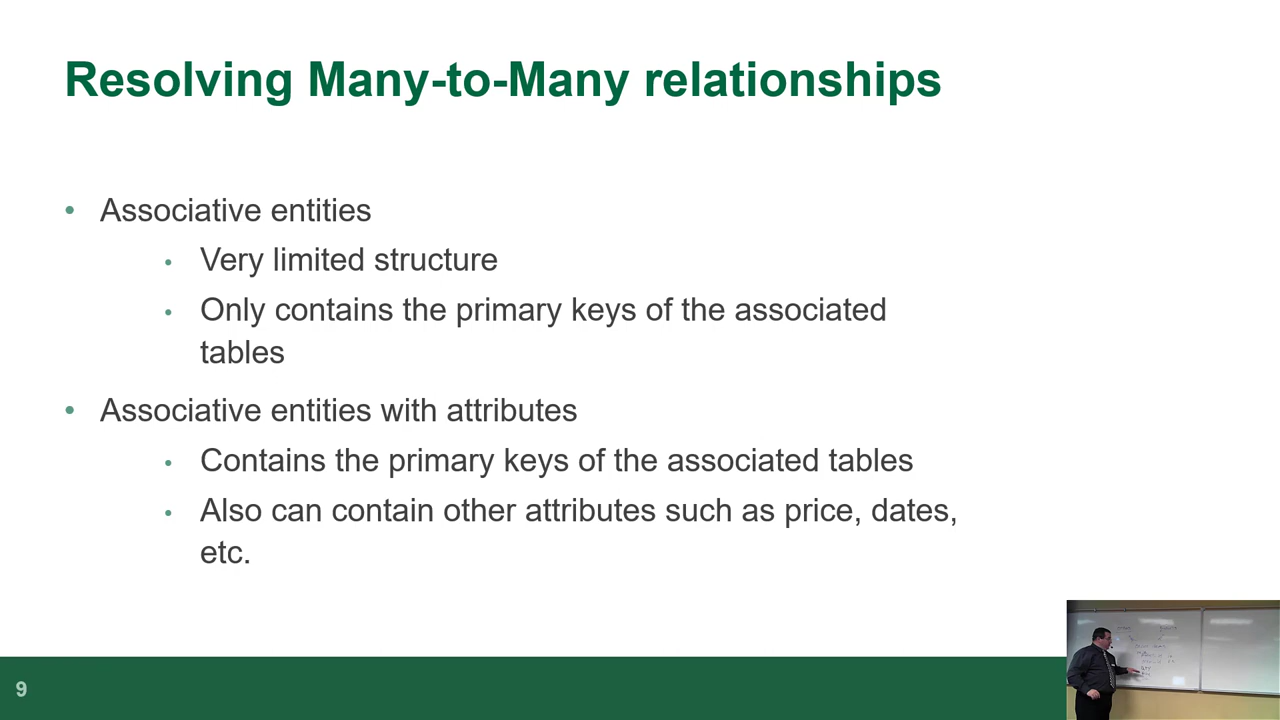 Resolving Many-to-Many relationships
• Associative entities
• Very limited structure
• Only contains the primary keys of the associated
tables
• Associative entities with attributes
• Contains the primary keys of the associated tables
• Also can contain other attributes such as price, dates,
etc.
9